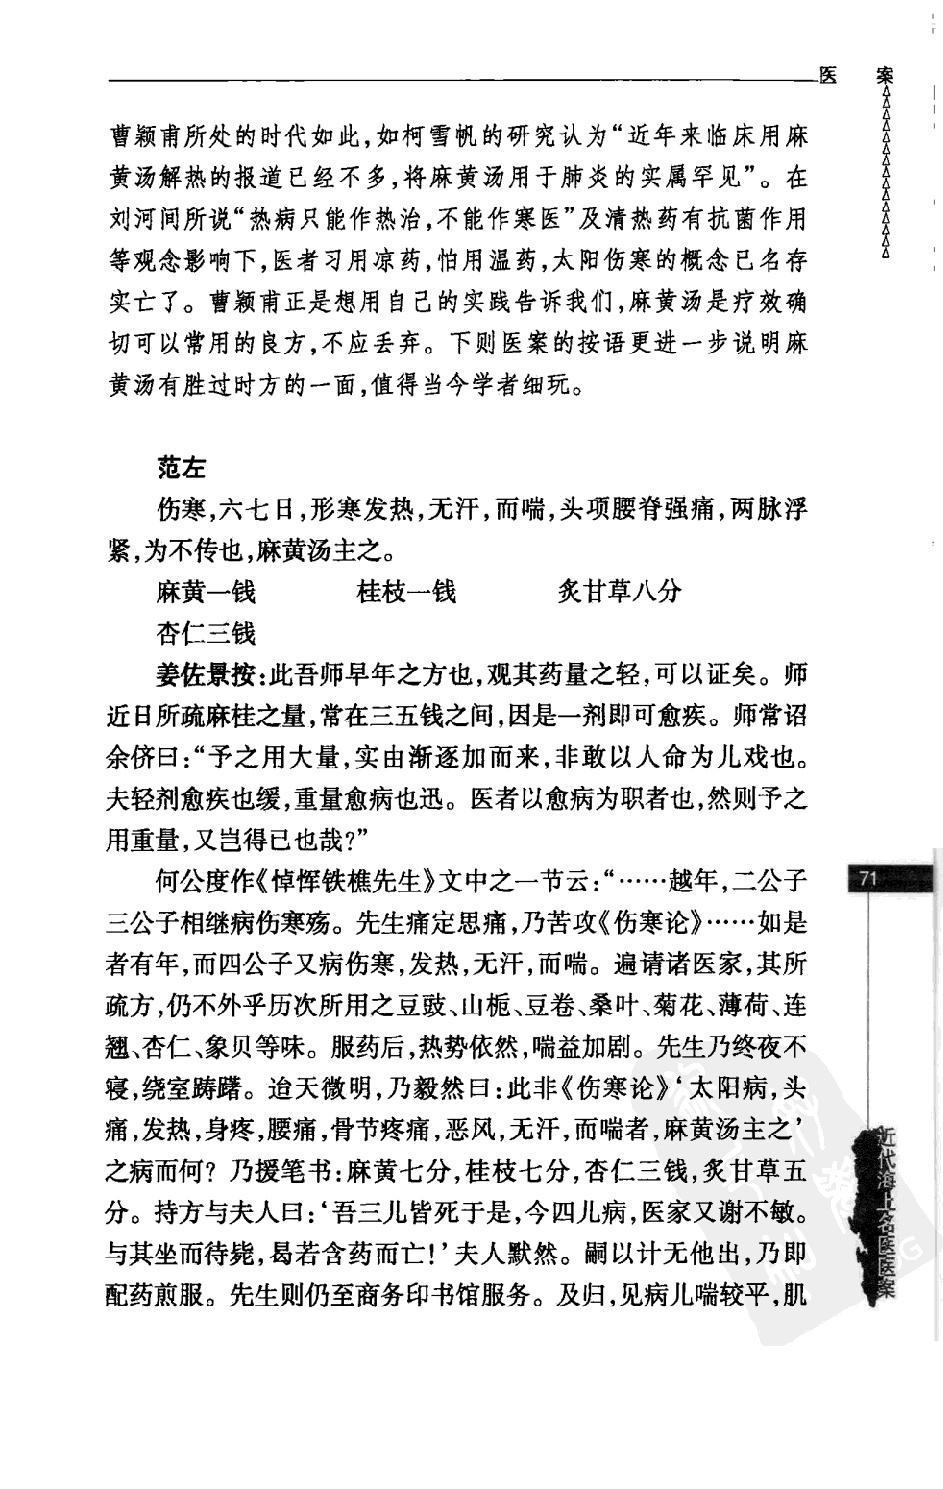 医 案
曹颖甫所处的时代如此,如柯雪帆的研究认为“近年来临床用麻
黄汤解热的报道已经不多,将麻黄汤用于肺炎的实属罕见”。在
刘河间所说“热病只能作热治,不能作寒医”及清热药有抗菌作用
等观念影响下,医者习用凉药,怕用温药,太阳伤寒的概念已名存
实亡了。曹颖甫正是想用自己的实践告诉我们,麻黄汤是疗效确
切可以常用的良方,不应丢弃。下则医案的按语更进一步说明麻
黄汤有胜过时方的一面,值得当今学者细玩。
范左
伤寒,六七日,形寒发热,无汗,而喘,头项腰脊强痛,两脉浮
紧,为不传也,麻黄汤主之。
麻黄一钱 桂枝一钱 炙甘草八分
杏仁三钱
姜佐景按:此吾师早年之方也,观其药量之轻,可以证矣。师
近日所疏麻桂之量,常在三五钱之间,因是一剂即可愈疾。师常诏
余侪曰:“予之用大量,实由渐逐加而来,非敢以人命为儿戏也。
夫轻剂愈疾也缓,重量愈病也迅。医者以愈病为职者也,然则予之
用重量,又岂得已也哉?”
何公度作《悼恽铁樵先生》文中之一节云:“……越年,二公子
三公子相继病伤寒殇。先生痛定思痛,乃苦攻《伤寒论》……如是
者有年,而四公子又病伤寒,发热,无汗,而喘。遍请诸医家,其所
疏方,仍不外乎历次所用之豆豉、山栀、豆卷、桑叶、菊花、薄荷、连
翘、杏仁、象贝等味。服药后,热势依然,喘益加剧。先生乃终夜不
寝,绕室踌躇。迨天微明,乃毅然曰:此非《伤寒论》‘太阳病,头
痛,发热,身疼,腰痛,骨节疼痛,恶风,无汗,而喘者,麻黄汤主之’
之病而何?乃援笔书:麻黄七分,桂枝七分,杏仁三钱,炙甘草五
分。持方与夫人曰:‘吾三儿皆死于是,今四儿病,医家又谢不敏。
与其坐而待毙,曷若含药而亡!’夫人默然。嗣以计无他出,乃即
配药煎服。先生则仍至商务印书馆服务。及归,见病儿喘较平,肌
71
近代海上名医医案